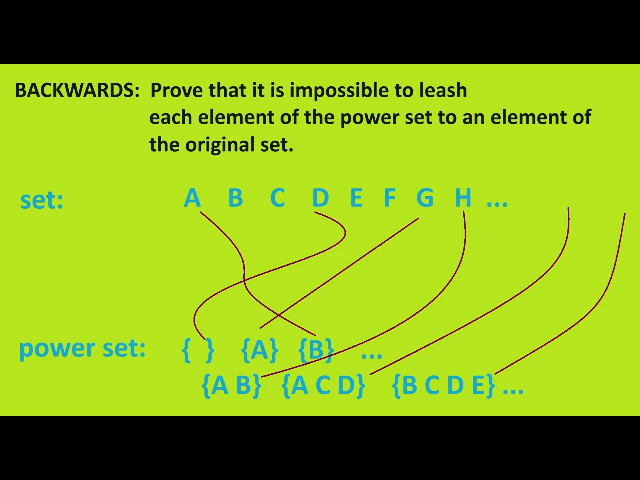 BACKWARDS: Prove that it is impossible to leash
each element of the power set to an element of
the original set.
set: A B C D E F G H ...
power set: { } {A} {B} ...
{A B} {A C D} {B C D E} ...